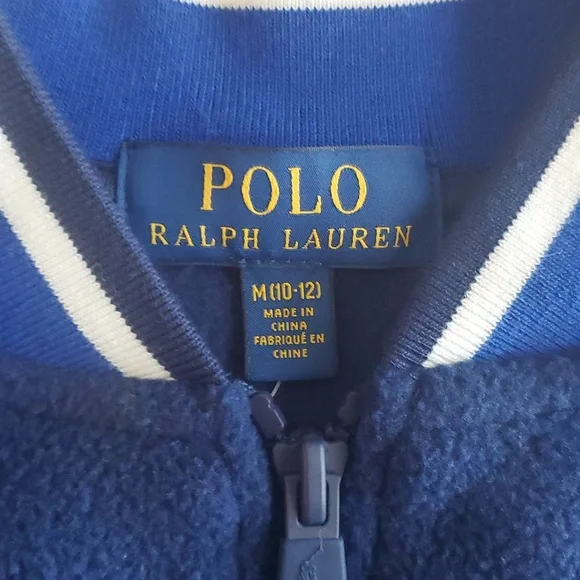 POLO
RALPH LAUREN
M(10-12)
MADE IN
CHINA
FABRIQUÉ EN
CHINE